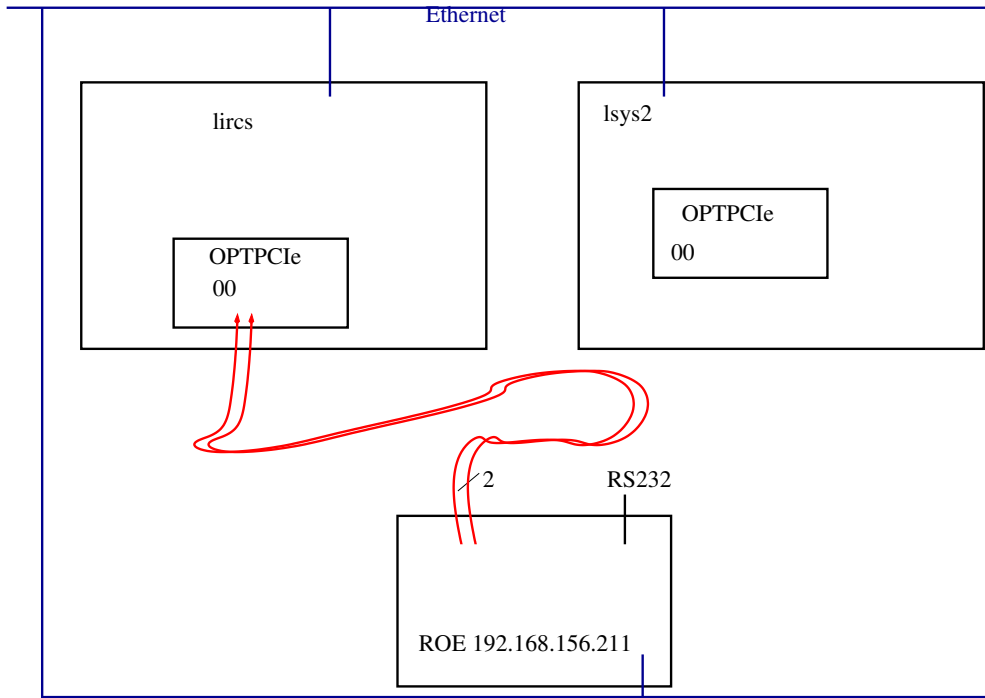 Ethernet
lircs
lsys2
OPTPCIe
00
OPTPCIe
00
2
RS232
ROE 192.168.156.211